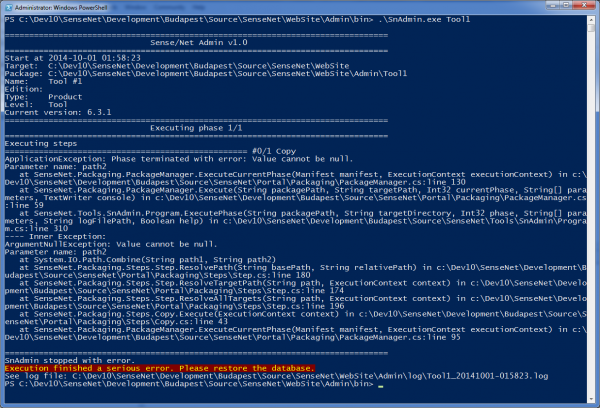 Administrator: Windows PowerShell
PS C:\Dev10\SenseNet\Development\Budapest\Source\SenseNet\WebSite\Admin\bin> .\SnAdmin.exe Tool1
================================================================================
Sense/Net Admin v1.0
================================================================================
Start at 2014-10-01 01:58:23
Target:  C:\Dev10\SenseNet\Development\Budapest\Source\SenseNet\WebSite
Package: C:\Dev10\SenseNet\Development\Budapest\Source\SenseNet\WebSite\Admin\Tool1
Name:    Tool #1
Edition:
Type:    Product
Level:   Tool
Current version: 6.3.1
================================================================================
Executing phase 1/1
================================================================================
Executing steps
================================================== #0/1 Copy
ApplicationException: Phase terminated with error: Value cannot be null.
Parameter name: path2
   at SenseNet.Packaging.PackageManager.ExecuteCurrentPhase(Manifest manifest, ExecutionContext executionContext) in c:\
Dev10\SenseNet\Development\Budapest\Source\SenseNet\Portal\Packaging\PackageManager.cs:line 130
   at SenseNet.Packaging.PackageManager.Execute(String packagePath, String targetPath, Int32 currentPhase, String[] para
meters, TextWriter console) in c:\Dev10\SenseNet\Development\Budapest\Source\SenseNet\Portal\Packaging\PackageManager.cs
:line 59
   at SenseNet.Tools.SnAdmin.Program.ExecutePhase(String packagePath, String targetDirectory, Int32 phase, String[] para
meters, String logFilePath, Boolean help) in c:\Dev10\SenseNet\Development\Budapest\Source\SenseNet\Tools\SnAdmin\Progra
m.cs:line 310
---- Inner Exception:
ArgumentNullException: Value cannot be null.
Parameter name: path2
   at System.IO.Path.Combine(String path1, String path2)
   at SenseNet.Packaging.Steps.Step.ResolvePath(String basePath, String relativePath) in c:\Dev10\SenseNet\Development\B
udapest\Source\SenseNet\Portal\Packaging\Steps\Step.cs:line 180
   at SenseNet.Packaging.Steps.Step.ResolveTargetPath(String path, ExecutionContext context) in c:\Dev10\SenseNet\Develo
pment\Budapest\Source\SenseNet\Portal\Packaging\Steps\Step.cs:line 174
   at SenseNet.Packaging.Steps.Step.ResolveAllTargets(String path, ExecutionContext context) in c:\Dev10\SenseNet\Develo
pment\Budapest\Source\SenseNet\Portal\Packaging\Steps\Step.cs:line 196
   at SenseNet.Packaging.Steps.Copy.Execute(ExecutionContext context) in c:\Dev10\SenseNet\Development\Budapest\Source\S
enseNet\Portal\Packaging\Steps\Copy.cs:line 43
   at SenseNet.Packaging.PackageManager.ExecuteCurrentPhase(Manifest manifest, ExecutionContext executionContext) in c:\
Dev10\SenseNet\Development\Budapest\Source\SenseNet\Portal\Packaging\PackageManager.cs:line 95
================================================================================
SnAdmin stopped with error.
Execution finished a serious error. Please restore the database.
See log file: C:\Dev10\SenseNet\Development\Budapest\Source\SenseNet\WebSite\Admin\log\Tool1_20141001-015823.log
PS C:\Dev10\SenseNet\Development\Budapest\Source\SenseNet\WebSite\Admin\bin> _